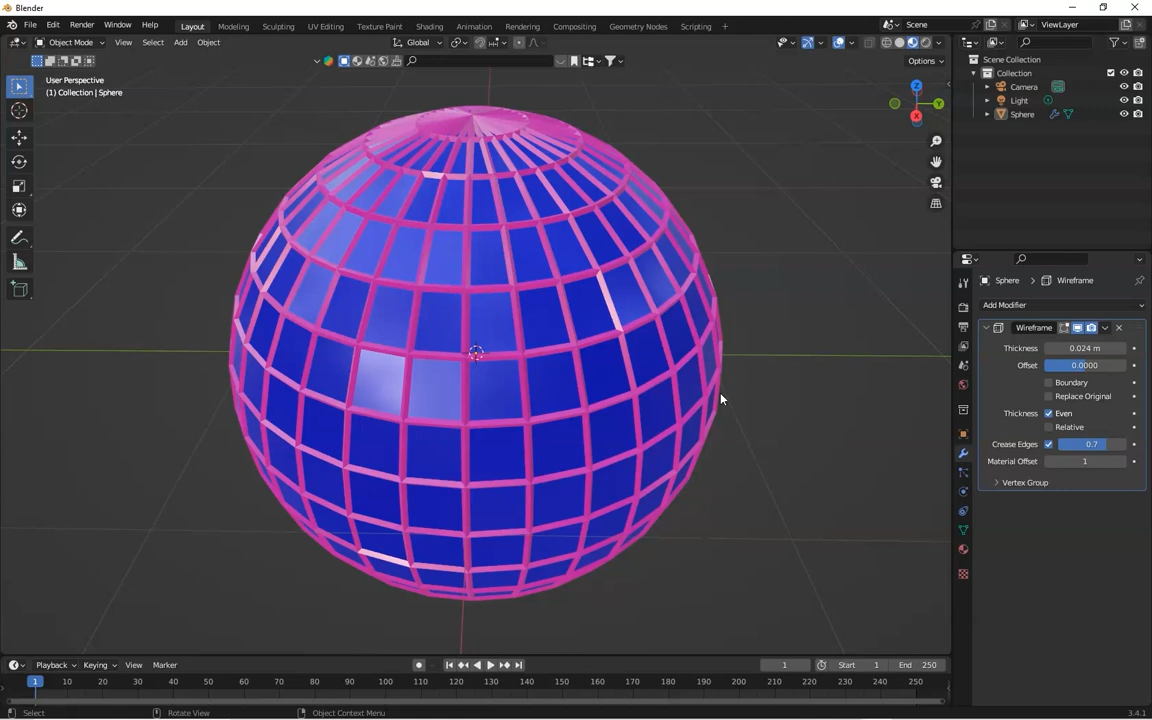 Blender
File Edit Render Window Help Layout Modeling Sculpting UV Editing Texture Paint Shading Animation Rendering Compositing Geometry Nodes Scripting + Scene ViewLayer
Object Mode View Select Add Object Global
Options
User Perspective
(1) Collection | Sphere
Z
Y
X
Scene Collection
Collection
Camera
Light
Sphere
Sphere > Wireframe
Add Modifier
Wireframe
Thickness 0.024 m
Offset 0.0000
Boundary
Replace Original
Thickness Even
Relative
Crease Edges 0.7
Material Offset 1
Vertex Group
Playback Keying View Marker 1 Start 1 End 250
1 10 20 30 40 50 60 70 80 90 100 110 120 130 140 150 160 170 180 190 200 210 220 230 240 250
Select Rotate View Object Context Menu 3.4.1